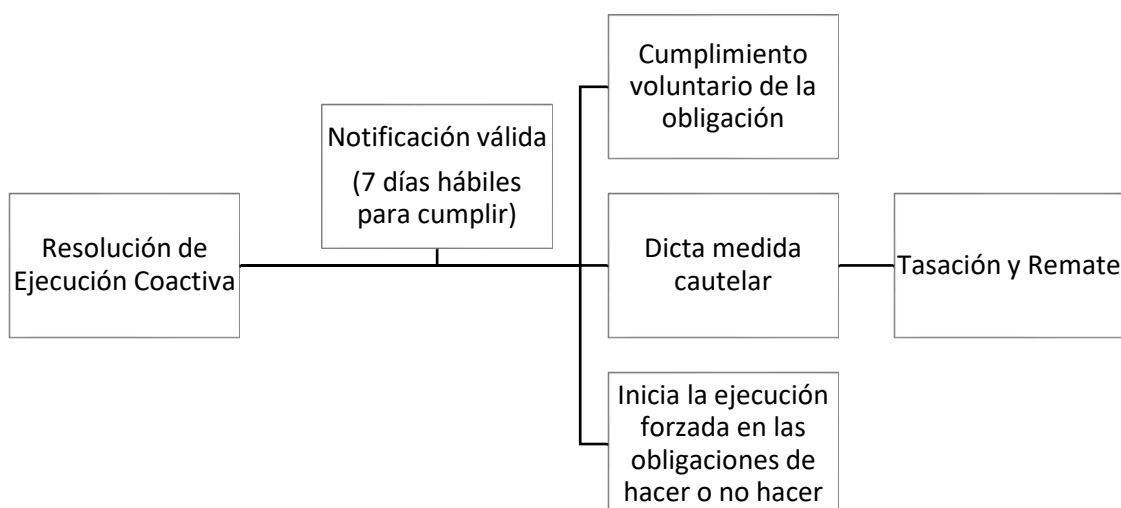 Resolución de
Ejecución Coactiva
Notificación válida
(7 días hábiles
para cumplir)
Cumplimiento
voluntario de la
obligación
Dicta medida
cautelar
Tasación y Remate
Inicia la ejecución
forzada en las
obligaciones de
hacer o no hacer